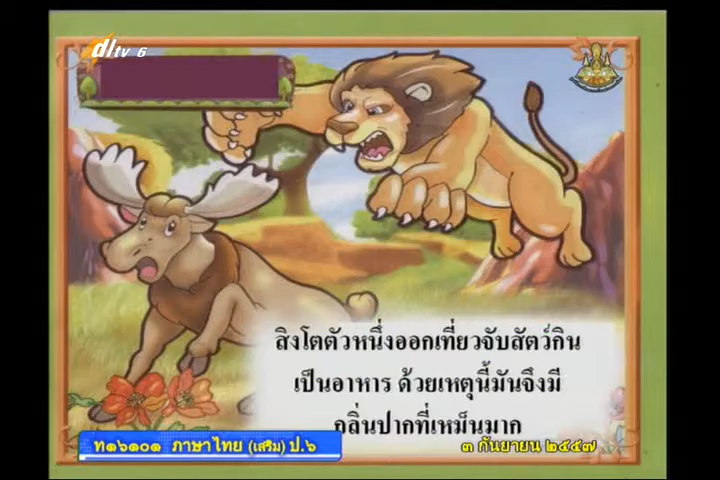 dltv 6
สิงโตตัวหนึ่งออกเที่ยวจับสัตว์กิน
เป็นอาหาร ด้วยเหตุนี้มันจึงมี
กลิ่นปากที่เหม็นมาก
ท๑๖๑๐๑ ภาษาไทย (เสริม) ป.๖
๓ กันยายน ๒๕๕๗